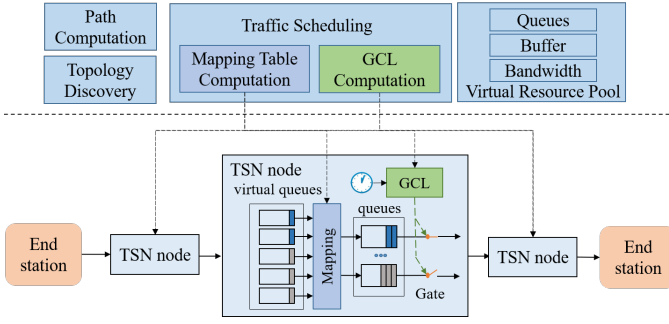 Path
Computation
Topology
Discovery
Traffic Scheduling
Mapping Table
Computation
GCL
Computation
Queues
Buffer
Bandwidth
Virtual Resource Pool
End
station
TSN node
TSN node
virtual queues
Mapping
queues
GCL
Gate
TSN node
End
station